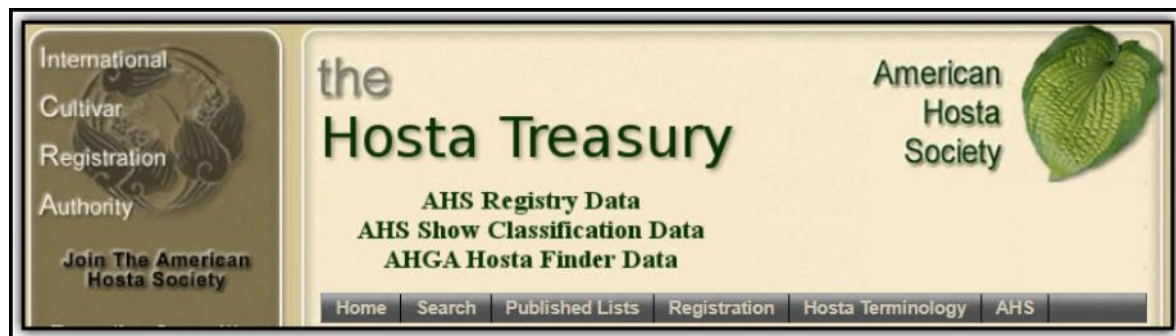 International
Cultivar
Registration
Authority
Join The American
Hosta Society
the
Hosta Treasury
AHS Registry Data
AHS Show Classification Data
AHGA Hosta Finder Data
American
Hosta
Society
Home Search Published Lists Registration Hosta Terminology AHS